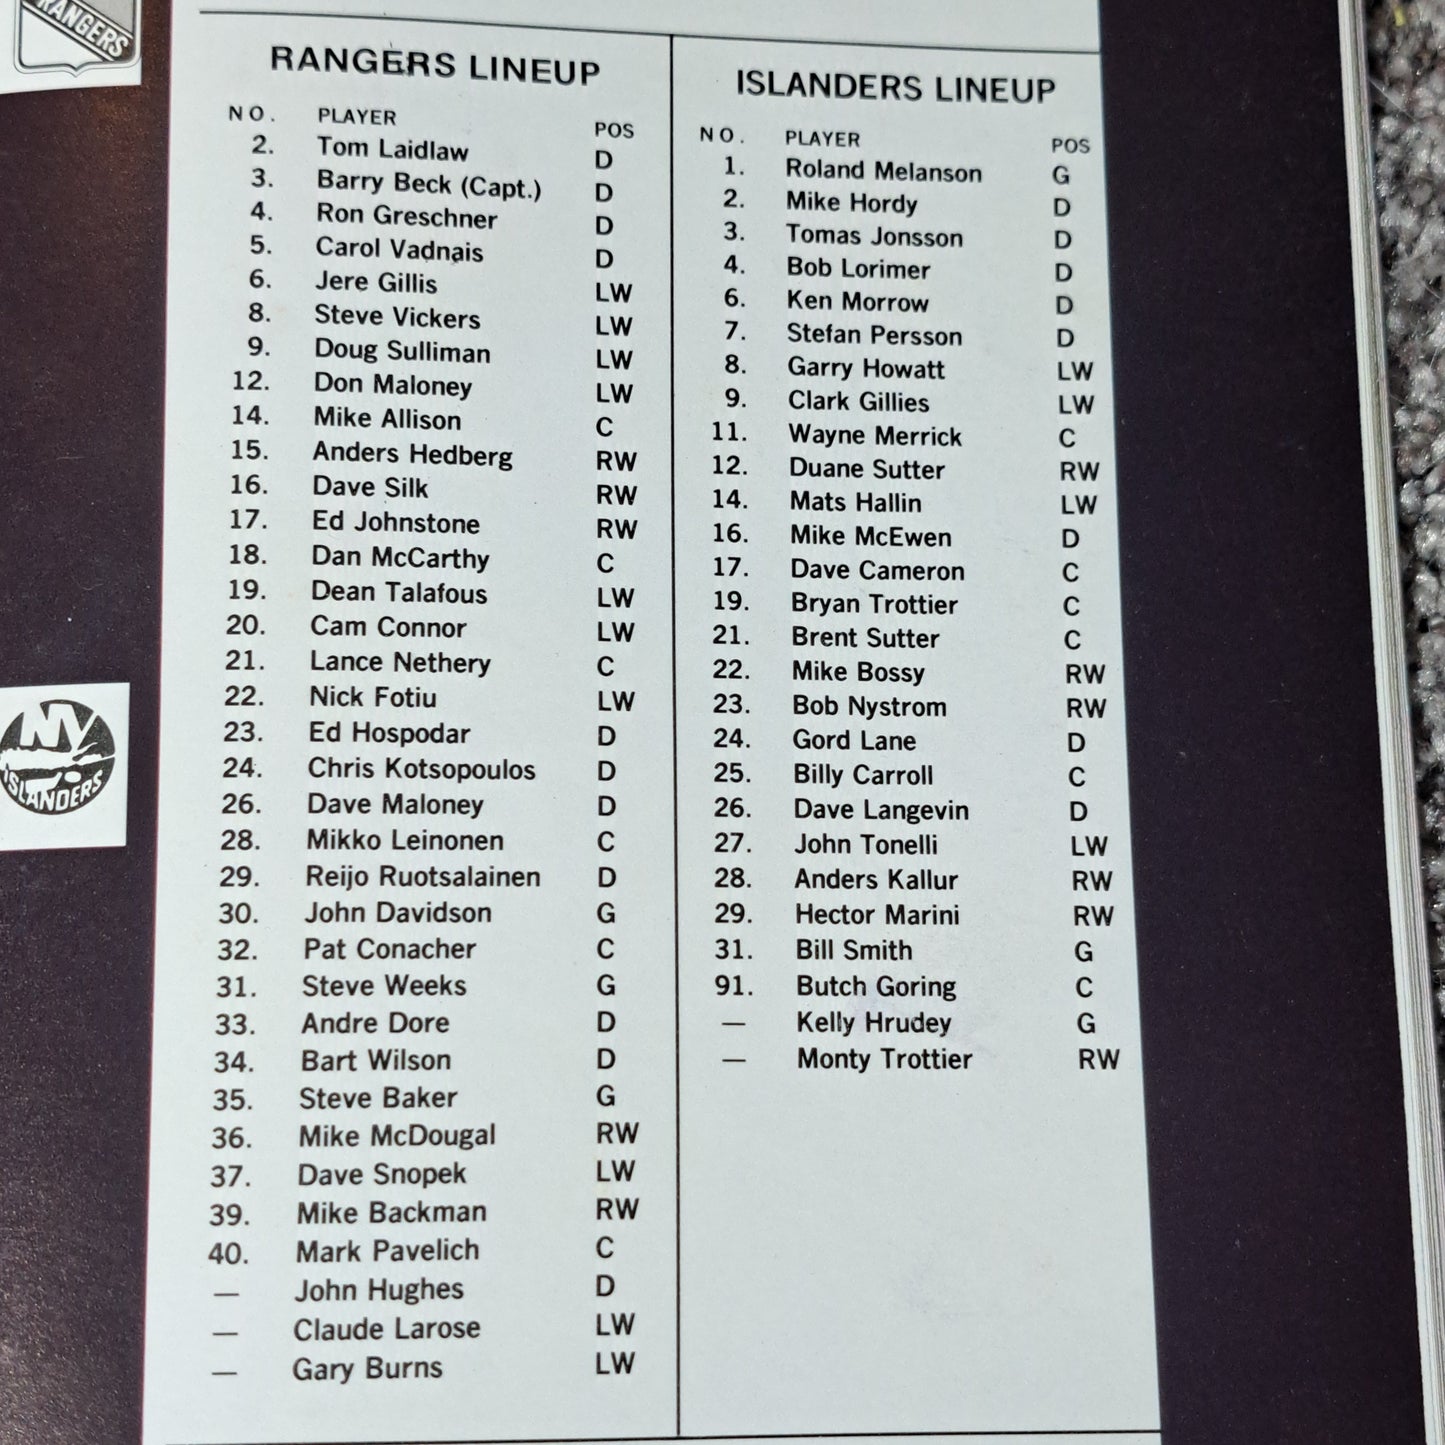 RANGERS
RANGERS LINEUP
NO. PLAYER POS
2. Tom Laidlaw D
3. Barry Beck (Capt.) D
4. Ron Greschner D
5. Carol Vadnais D
6. Jere Gillis LW
8. Steve Vickers LW
9. Doug Sulliman LW
12. Don Maloney LW
14. Mike Allison C
15. Anders Hedberg RW
16. Dave Silk RW
17. Ed Johnstone RW
18. Dan McCarthy C
19. Dean Talafous LW
20. Cam Connor LW
21. Lance Nethery C
22. Nick Fotiu LW
23. Ed Hospodar D
24. Chris Kotsopoulos D
26. Dave Maloney D
28. Mikko Leinonen C
29. Reijo Ruotsalainen D
30. John Davidson G
32. Pat Conacher C
31. Steve Weeks G
33. Andre Dore D
34. Bart Wilson D
35. Steve Baker G
36. Mike McDougal RW
37. Dave Snopek LW
39. Mike Backman RW
40. Mark Pavelich C
— John Hughes D
— Claude Larose LW
— Gary Burns LW
ISLANDERS LINEUP
NO. PLAYER POS
1. Roland Melanson G
2. Mike Hordy D
3. Tomas Jonsson D
4. Bob Lorimer D
6. Ken Morrow D
7. Stefan Persson D
8. Garry Howatt LW
9. Clark Gillies LW
11. Wayne Merrick C
12. Duane Sutter RW
14. Mats Hallin LW
16. Mike McEwen D
17. Dave Cameron C
19. Bryan Trottier C
21. Brent Sutter C
22. Mike Bossy RW
23. Bob Nystrom RW
24. Gord Lane D
25. Billy Carroll C
26. Dave Langevin D
27. John Tonelli LW
28. Anders Kallur RW
29. Hector Marini RW
31. Bill Smith G
91. Butch Goring C
— Kelly Hrudey G
— Monty Trottier RW
NY
ISLANDERS